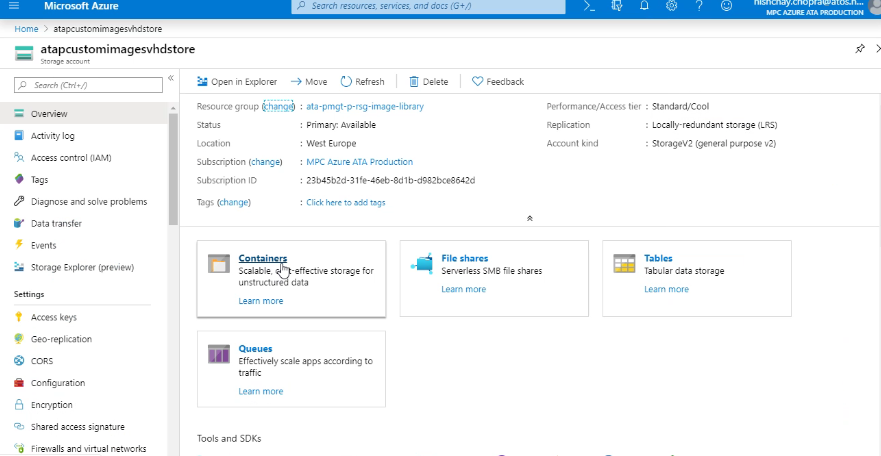 Microsoft Azure
Search resources, services, and docs (G+/)
MPC AZURE ATA PRODUCTION
Home > atapcustomimagesvhdstore
atapcustomimagesvhdstore
Storage account
Search (Ctrl+/)
Overview
Activity log
Access control (IAM)
Tags
Diagnose and solve problems
Data transfer
Events
Storage Explorer (preview)
Settings
Access keys
Geo-replication
CORS
Configuration
Encryption
Shared access signature
Firewalls and virtual networks
Open in Explorer Move Refresh Delete Feedback
Resource group (change) : ata-pmgt-p-rsg-image-library
Status : Primary: Available
Location : West Europe
Subscription (change) : MPC Azure ATA Production
Subscription ID : 23b45b2d-31fe-46eb-8d1b-d982bce8642d
Tags (change) : Click here to add tags
Performance/Access tier : Standard/Cool
Replication : Locally-redundant storage (LRS)
Account kind : StorageV2 (general purpose v2)
Containers
Scalable, -effective storage for
unstructured data
Learn more
File shares
Serverless SMB file shares
Learn more
Tables
Tabular data storage
Learn more
Queues
Effectively scale apps according to
traffic
Learn more
Tools and SDKs